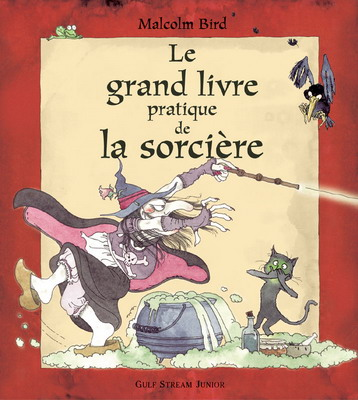 Malcolm Bird
Le
grand livre
pratique
de
la sorcière
Gulf Stream Junior